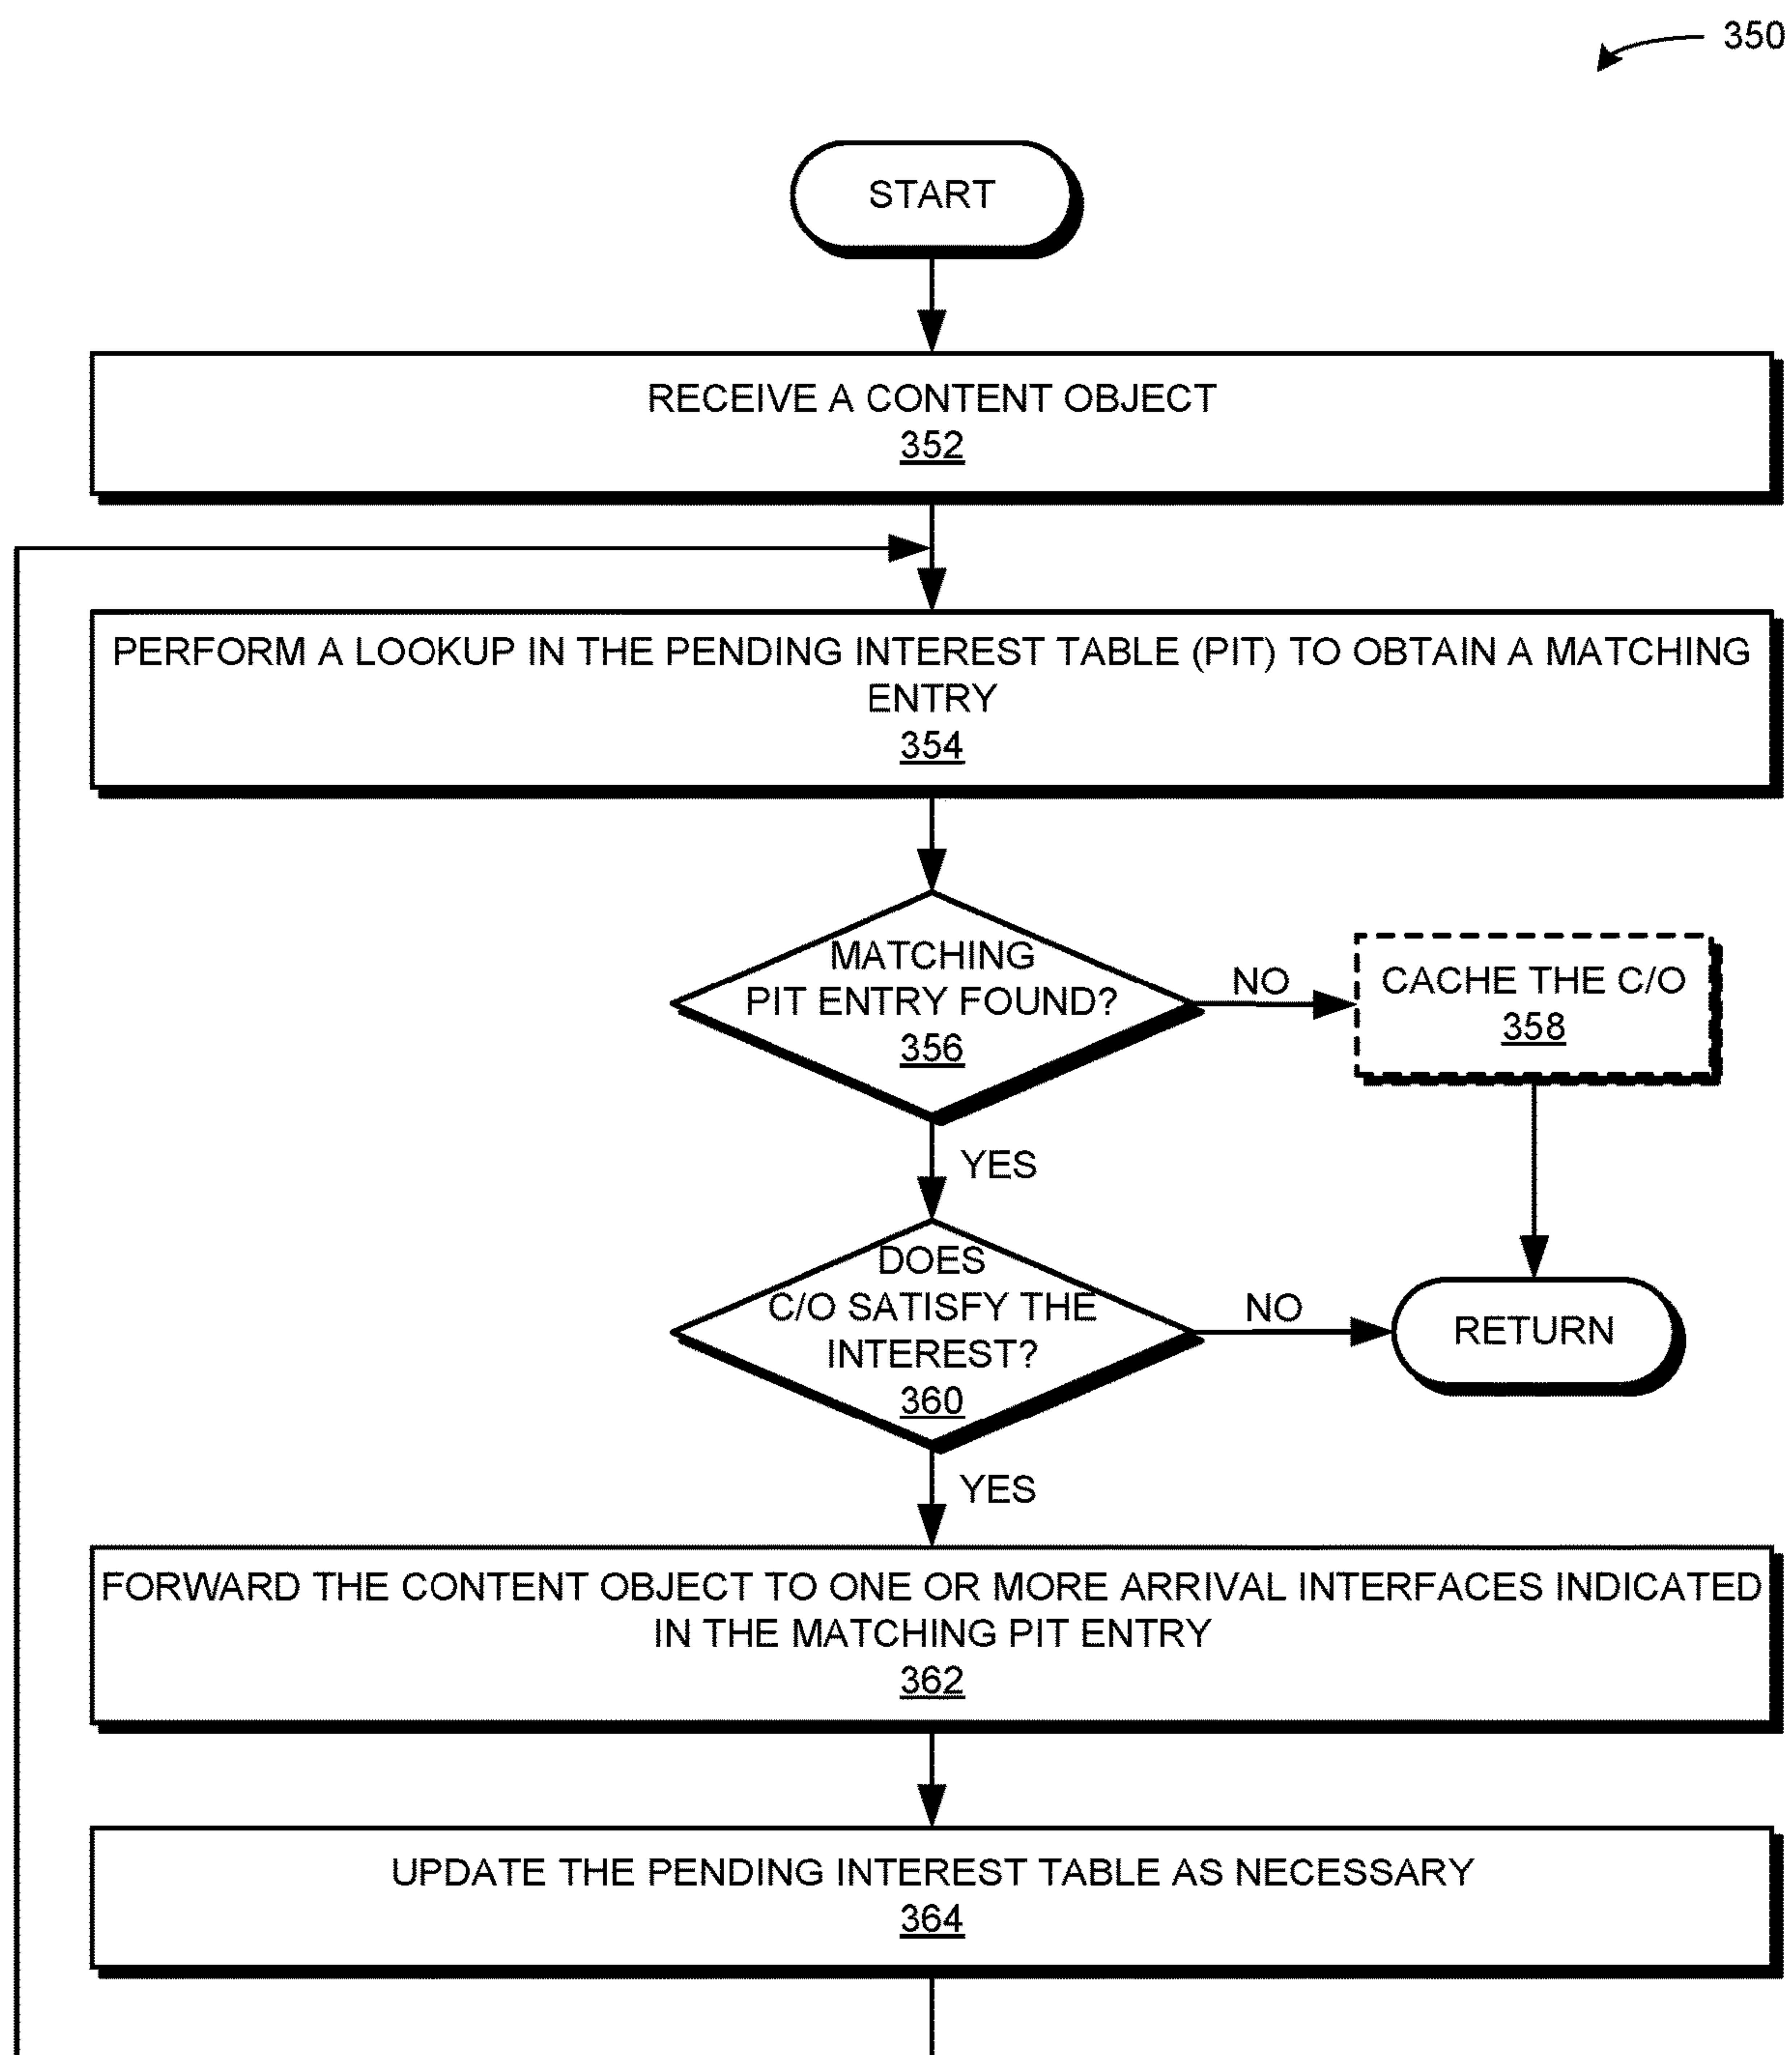 350
START
RECEIVE A CONTENT OBJECT
352
PERFORM A LOOKUP IN THE PENDING INTEREST TABLE (PIT) TO OBTAIN A MATCHING
ENTRY
354
MATCHING
PIT ENTRY FOUND?
356
NO
CACHE THE C/O
358
YES
DOES
C/O SATISFY THE
INTEREST?
360
NO
RETURN
YES
FORWARD THE CONTENT OBJECT TO ONE OR MORE ARRIVAL INTERFACES INDICATED
IN THE MATCHING PIT ENTRY
362
UPDATE THE PENDING INTEREST TABLE AS NECESSARY
364